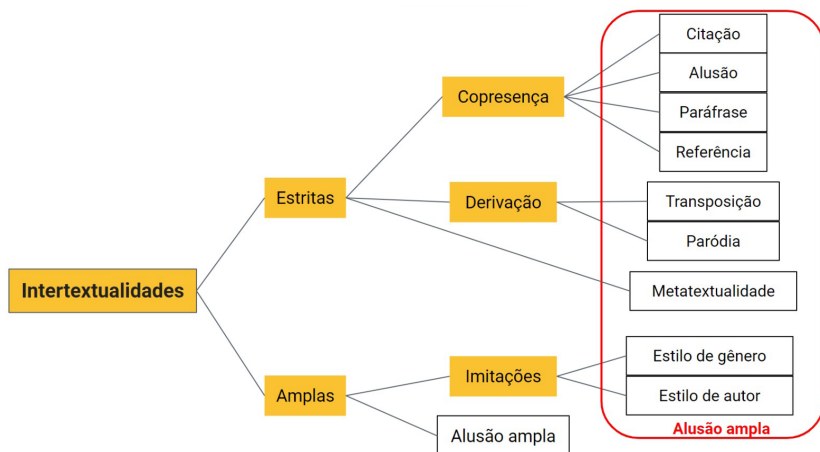 Citação
Alusão
Copresença
Paráfrase
Referência
Estritas
Derivação
Transposição
Paródia
Intertextualidades
Metatextualidade
Imitações
Estilo de gênero
Amplas
Estilo de autor
Alusão ampla
Alusão ampla